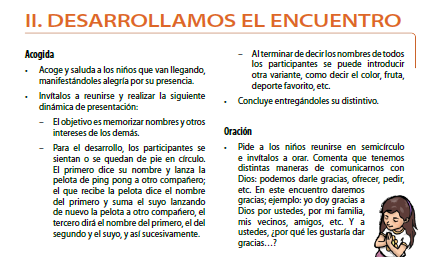 II. DESARROLLAMOS EL ENCUENTRO
Acogida
• Acoge y saluda a los niños que van llegando,
manifestándoles alegría por su presencia.
• Invítalos a reunirse y realizar la siguiente
dinámica de presentación:
– El objetivo es memorizar nombres y otros
intereses de los demás.
– Para el desarrollo, los participantes se
sientan o se quedan de pie en círculo.
El primero dice su nombre y lanza la
pelota de ping pong a otro compañero;
el que recibe la pelota dice el nombre
del primero y suma el suyo lanzando
de nuevo la pelota a otro compañero, el
tercero dirá el nombre del primero, el del
segundo y el suyo, y así sucesivamente.
– Al terminar de decir los nombres de todos
los participantes se puede introducir
otra variante, como decir el color, fruta,
deporte favorito, etc.
• Concluye entregándoles su distintivo.
Oración
• Pide a los niños reunirse en semicírculo
e invítalos a orar. Comenta que tenemos
distintas maneras de comunicarnos con
Dios: podemos darle gracias, ofrecer, pedir,
etc. En este encuentro daremos
gracias; ejemplo: yo doy gracias a
Dios por ustedes, por mi familia,
mis vecinos, amigos, etc. Y a
ustedes, ¿por qué les gustaría dar
gracias…?